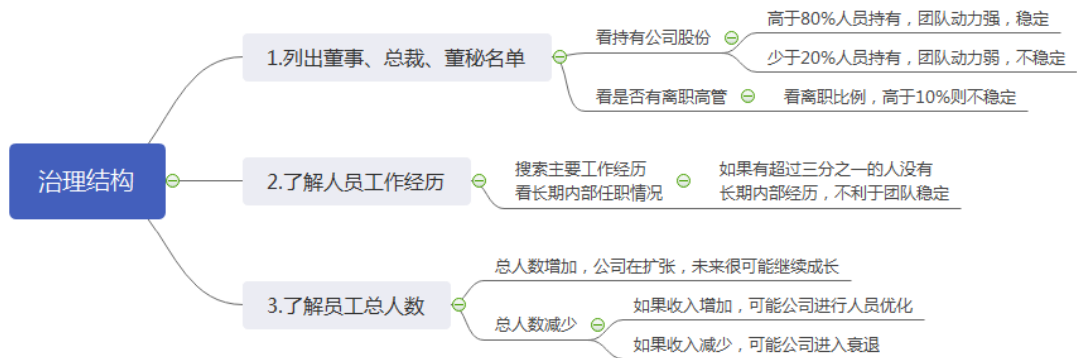 治理结构
1.列出董事、总裁、董秘名单
看持有公司股份
高于80%人员持有，团队动力强，稳定
少于20%人员持有，团队动力弱，不稳定
看是否有离职高管
看离职比例，高于10%则不稳定
2.了解人员工作经历
搜索主要工作经历
看长期内部任职情况
如果有超过三分之一的人没有
长期内部经历，不利于团队稳定
3.了解员工总人数
总人数增加，公司在扩张，未来很可能继续成长
总人数减少
如果收入增加，可能公司进行人员优化
如果收入减少，可能公司进入衰退